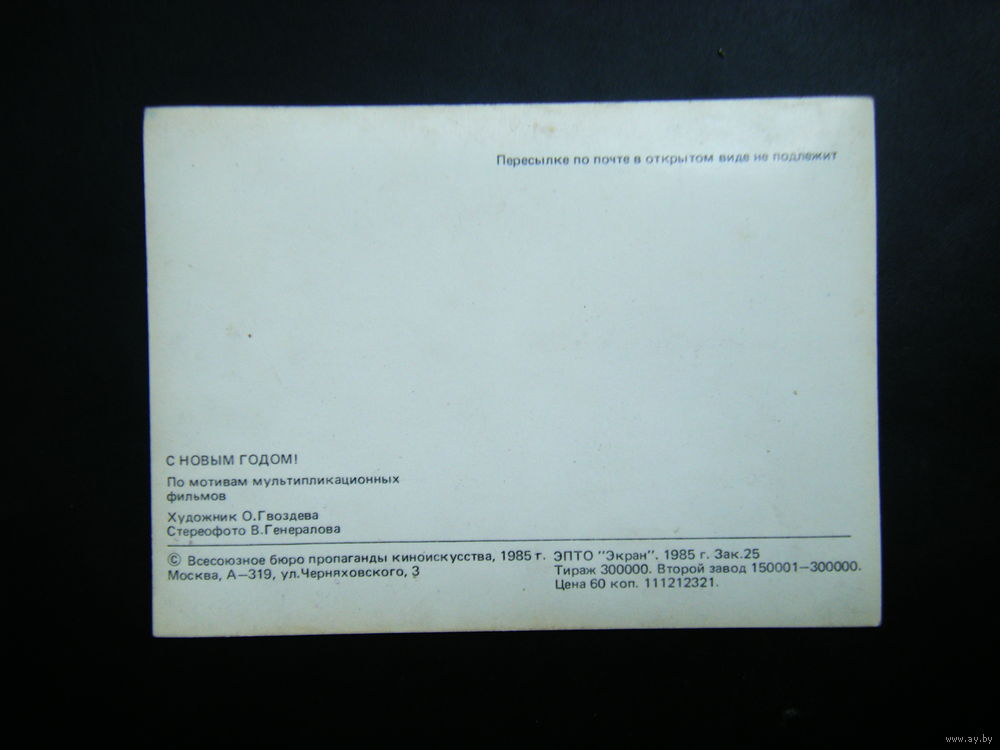 Пересылке по почте в открытом виде не подлежит
С НОВЫМ ГОДОМ!
По мотивам мультипликационных
фильмов
Художник О.Гвоздева
Стереофото В.Генералова
© Всесоюзное бюро пропаганды киноискусства, 1985 г.
Москва, А—319, ул.Черняховского, 3
ЭПТО "Экран". 1985 г. Зак.25
Тираж 300000. Второй завод 150001—300000.
Цена 60 коп. 111212321.
www.ay.by